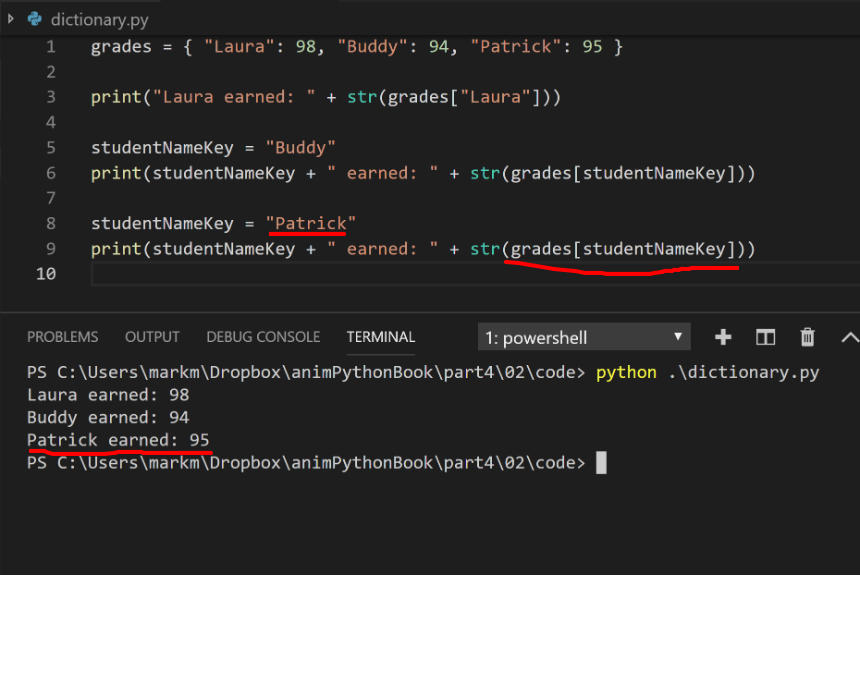 dictionary.py
1 grades = { "Laura": 98, "Buddy": 94, "Patrick": 95 }
2
3 print("Laura earned: " + str(grades["Laura"]))
4
5 studentNameKey = "Buddy"
6 print(studentNameKey + " earned: " + str(grades[studentNameKey]))
7
8 studentNameKey = "Patrick"
9 print(studentNameKey + " earned: " + str(grades[studentNameKey]))
10
PROBLEMS OUTPUT DEBUG CONSOLE TERMINAL 1: powershell
PS C:\Users\markm\Dropbox\animPythonBook\part4\02\code> python .\dictionary.py
Laura earned: 98
Buddy earned: 94
Patrick earned: 95
PS C:\Users\markm\Dropbox\animPythonBook\part4\02\code>